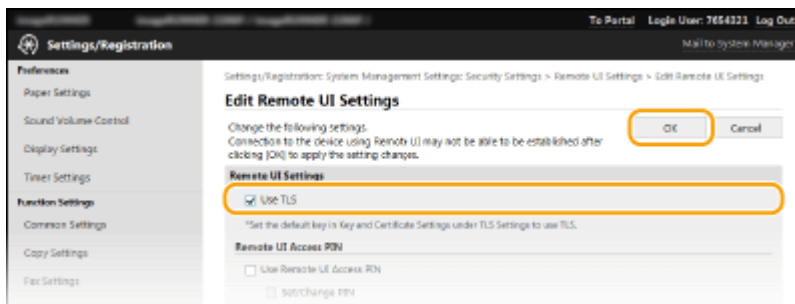 To Portal Login User: 7654321 Log Out
Settings/Registration
Mail to System Manager
Preferences
Paper Settings
Sound Volume Control
Display Settings
Timer Settings
Function Settings
Common Settings
Copy Settings
Fax Settings
Settings/Registration: System Management Settings: Security Settings > Remote UI Settings > Edit Remote UI Settings
Edit Remote UI Settings
Change the following settings.
Connection to the device using Remote UI may not be able to be established after
clicking [OK] to apply the setting changes.
OK
Cancel
Remote UI Settings
Use TLS
*Set the default key in Key and Certificate Settings under TLS Settings to use TLS.
Remote UI Access PIN
Use Remote UI Access PIN
Set/Change PIN